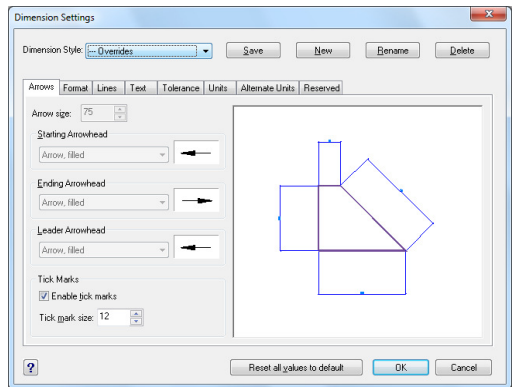 Dimension Settings
Dimension Style: --- Overrides Save New Rename Delete
Arrows Format Lines Text Tolerance Units Alternate Units Reserved
Arrow size: 75
Starting Arrowhead
Arrow, filled
Ending Arrowhead
Arrow, filled
Leader Arrowhead
Arrow, filled
Tick Marks
Enable tick marks
Tick mark size: 12
? Reset all values to default OK Cancel